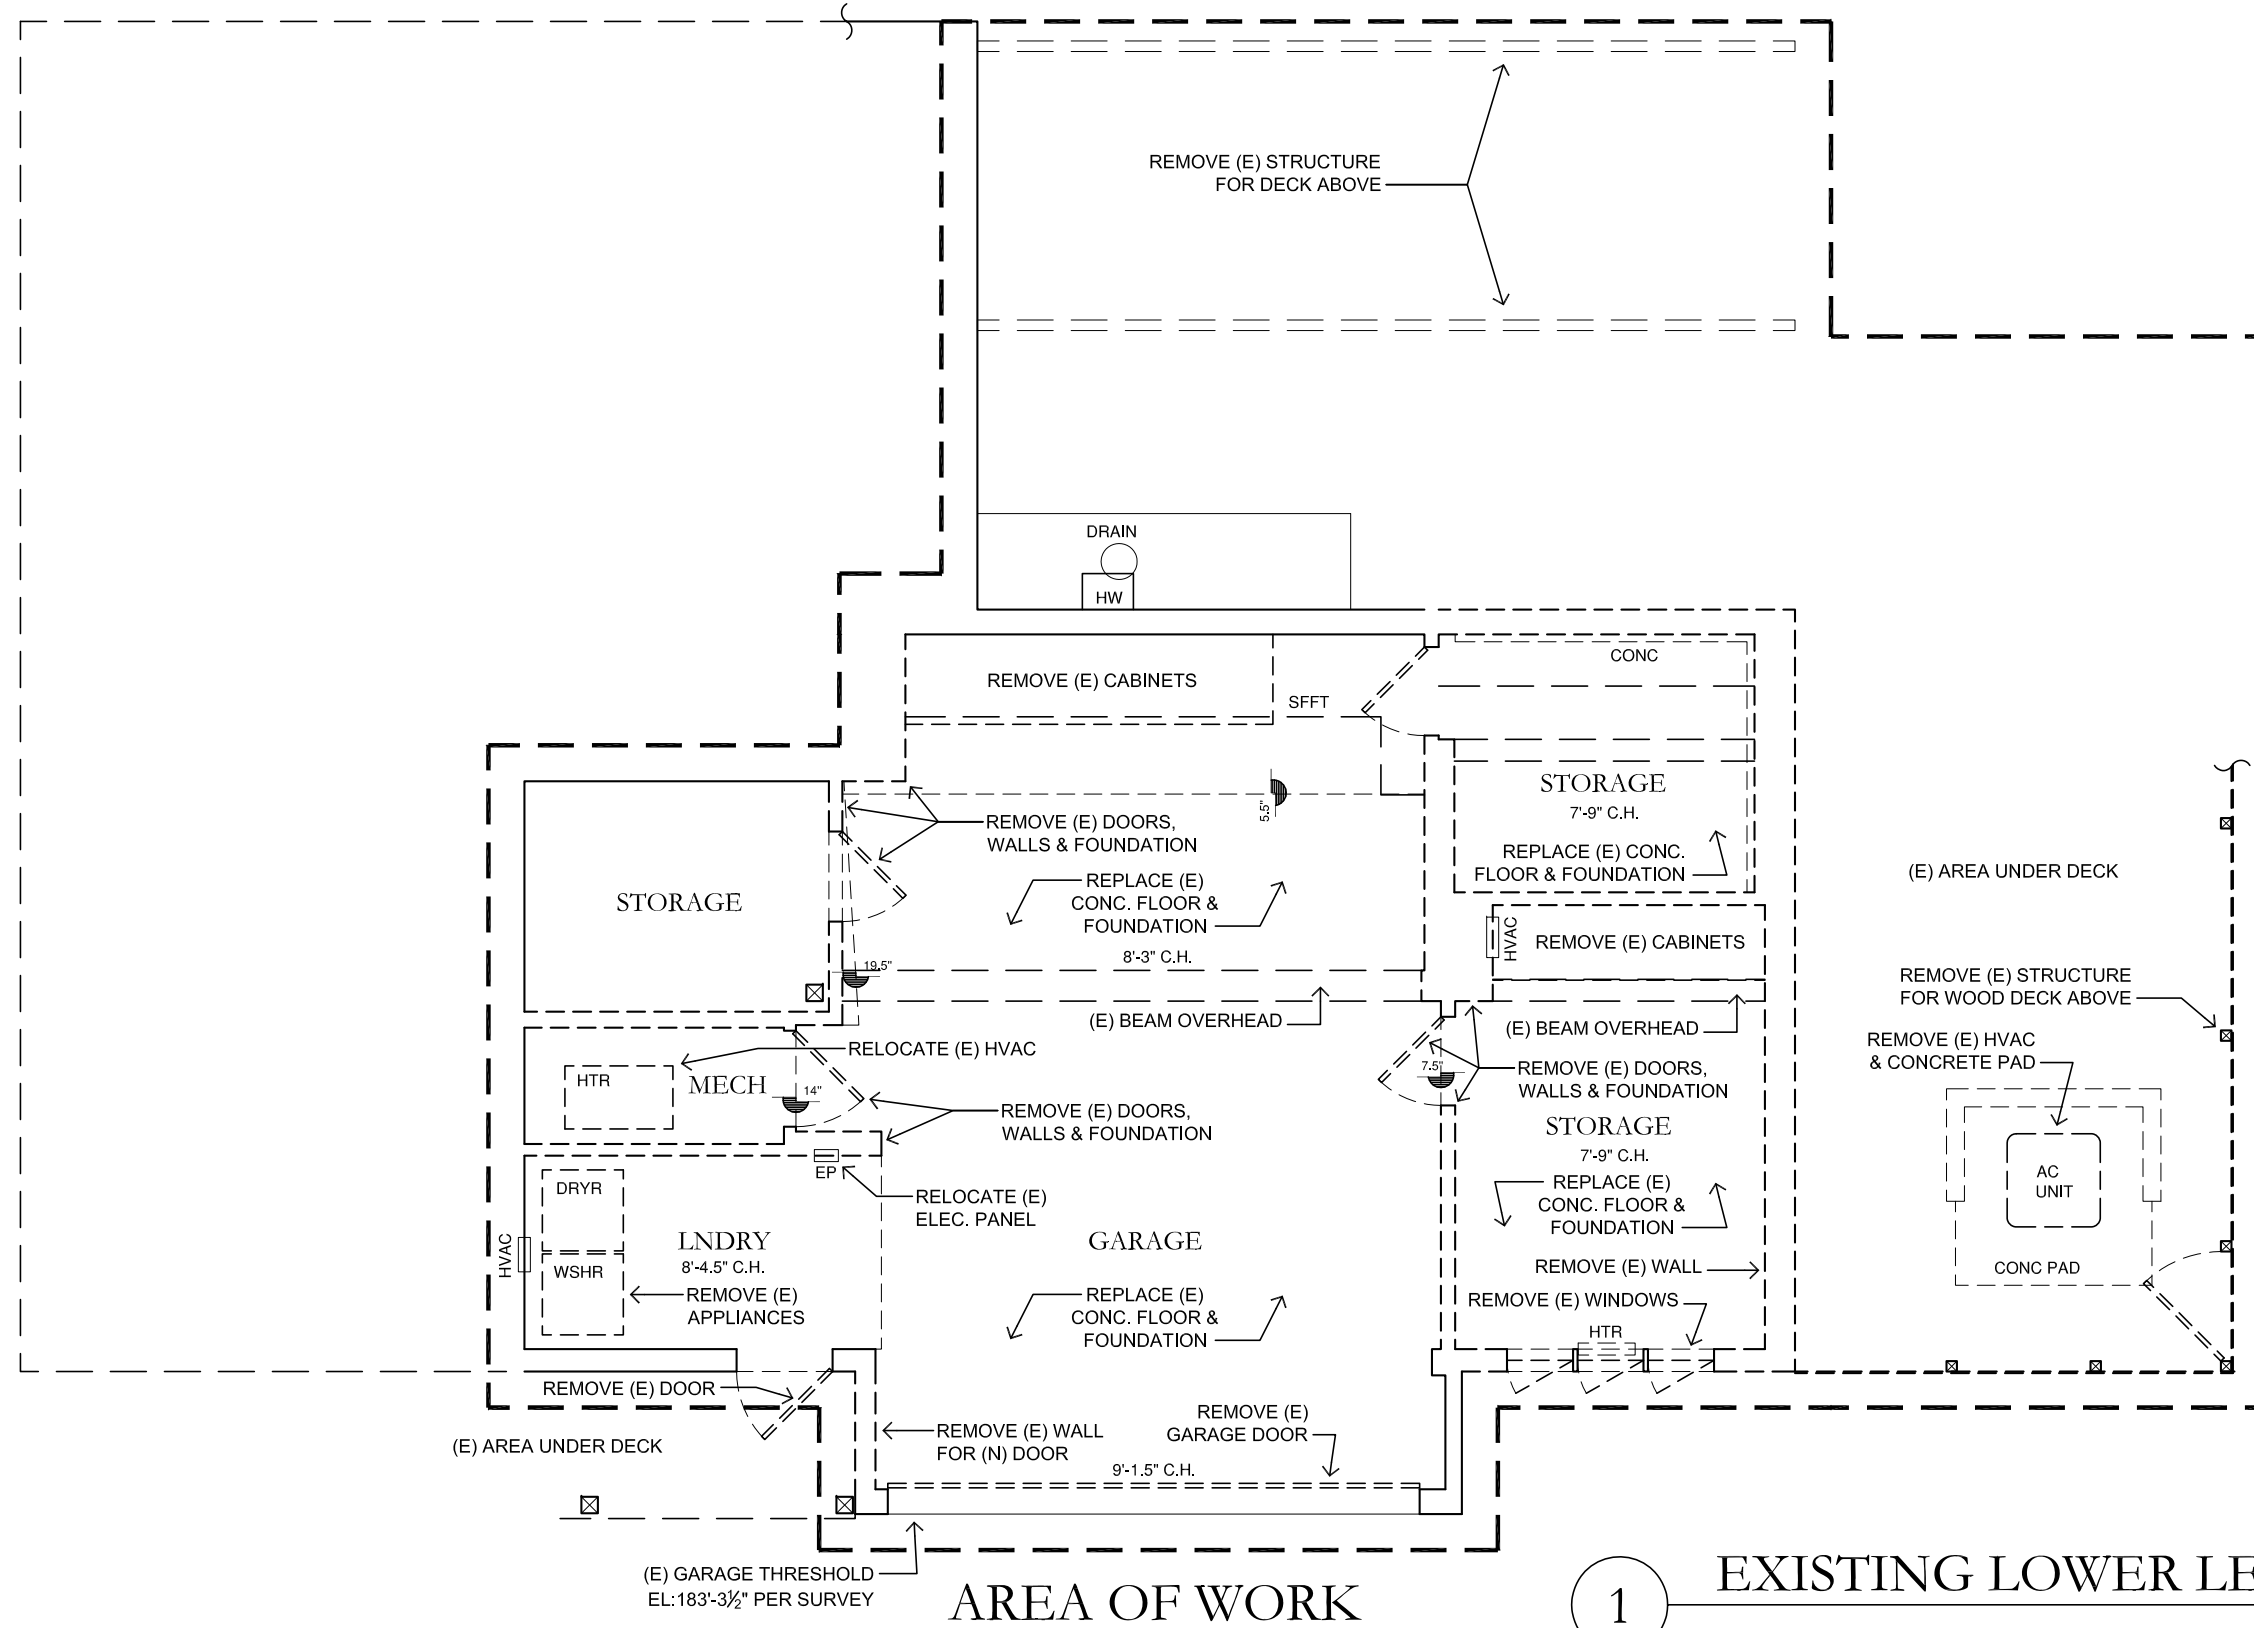 REMOVE (E) STRUCTURE
FOR DECK ABOVE
DRAIN
HW
CONC
REMOVE (E) CABINETS
SFFT
STORAGE
7'-9" C.H.
REPLACE (E) CONC.
FLOOR & FOUNDATION
5.5"
REMOVE (E) DOORS,
WALLS & FOUNDATION
REPLACE (E)
CONC. FLOOR &
FOUNDATION
8'-3" C.H.
STORAGE
19.5"
(E) BEAM OVERHEAD
HVAC
REMOVE (E) CABINETS
(E) BEAM OVERHEAD
(E) AREA UNDER DECK
REMOVE (E) STRUCTURE
FOR WOOD DECK ABOVE
REMOVE (E) HVAC
& CONCRETE PAD
AC
UNIT
CONC PAD
RELOCATE (E) HVAC
HTR
MECH
14"
REMOVE (E) DOORS,
WALLS & FOUNDATION
7.5"
REMOVE (E) DOORS,
WALLS & FOUNDATION
STORAGE
7'-9" C.H.
REPLACE (E)
CONC. FLOOR &
FOUNDATION
REMOVE (E) WALL
REMOVE (E) WINDOWS
HTR
EP
RELOCATE (E)
ELEC. PANEL
DRYR
WSHR
HVAC
LNDRY
8'-4.5" C.H.
REMOVE (E)
APPLIANCES
GARAGE
REPLACE (E)
CONC. FLOOR &
FOUNDATION
REMOVE (E) DOOR
(E) AREA UNDER DECK
REMOVE (E) WALL
FOR (N) DOOR
REMOVE (E)
GARAGE DOOR
9'-1.5" C.H.
(E) GARAGE THRESHOLD
EL:183'-3½" PER SURVEY
AREA OF WORK
1
EXISTING LOWER LE